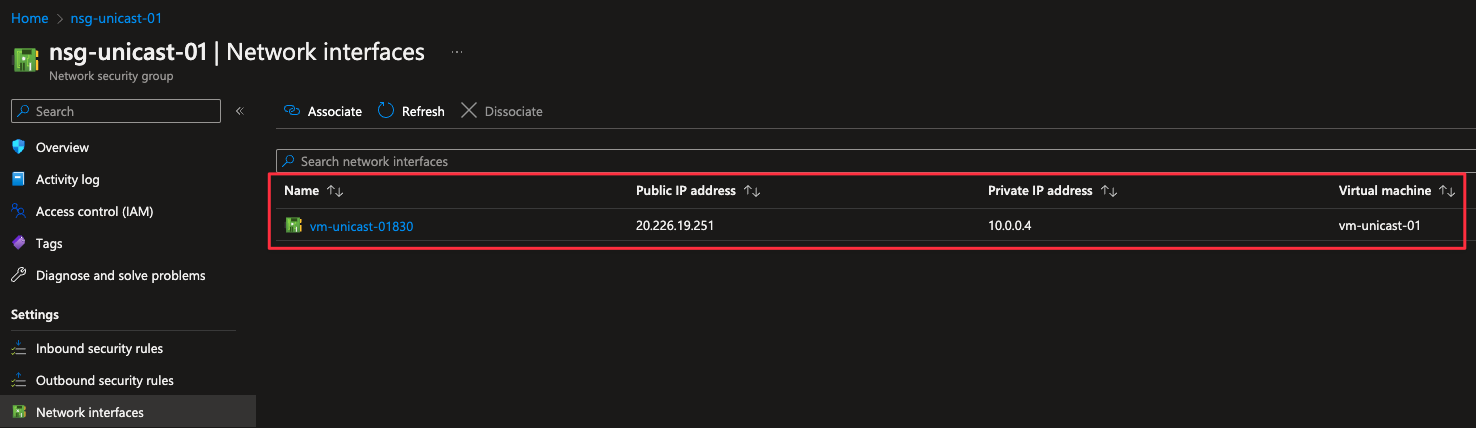 Home > nsg-unicast-01
nsg-unicast-01 | Network interfaces ...
Network security group
Search «
Overview
Activity log
Access control (IAM)
Tags
Diagnose and solve problems
Settings
Inbound security rules
Outbound security rules
Network interfaces
Associate Refresh Dissociate
Search network interfaces
Name ↑↓ Public IP address ↑↓ Private IP address ↑↓ Virtual machine ↑↓
vm-unicast-01830 20.226.19.251 10.0.0.4 vm-unicast-01